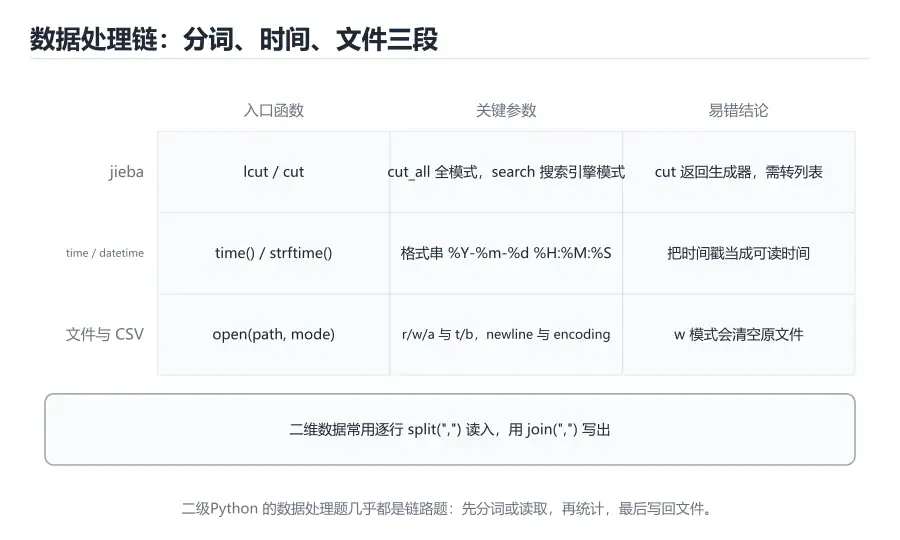 数据处理链：分词、时间、文件三段
入口函数 关键参数 易错结论
jieba lcut / cut cut_all 全模式，search 搜索引擎模式 cut 返回生成器，需转列表
time / datetime time() / strftime() 格式串 %Y-%m-%d %H:%M:%S 把时间戳当成可读时间
文件与 CSV open(path, mode) r/w/a 与 t/b，newline 与 encoding w 模式会清空原文件
二维数据常用逐行 split(",") 读入，用 join(",") 写出
二级Python 的数据处理题几乎都是链路题：先分词或读取，再统计，最后写回文件。